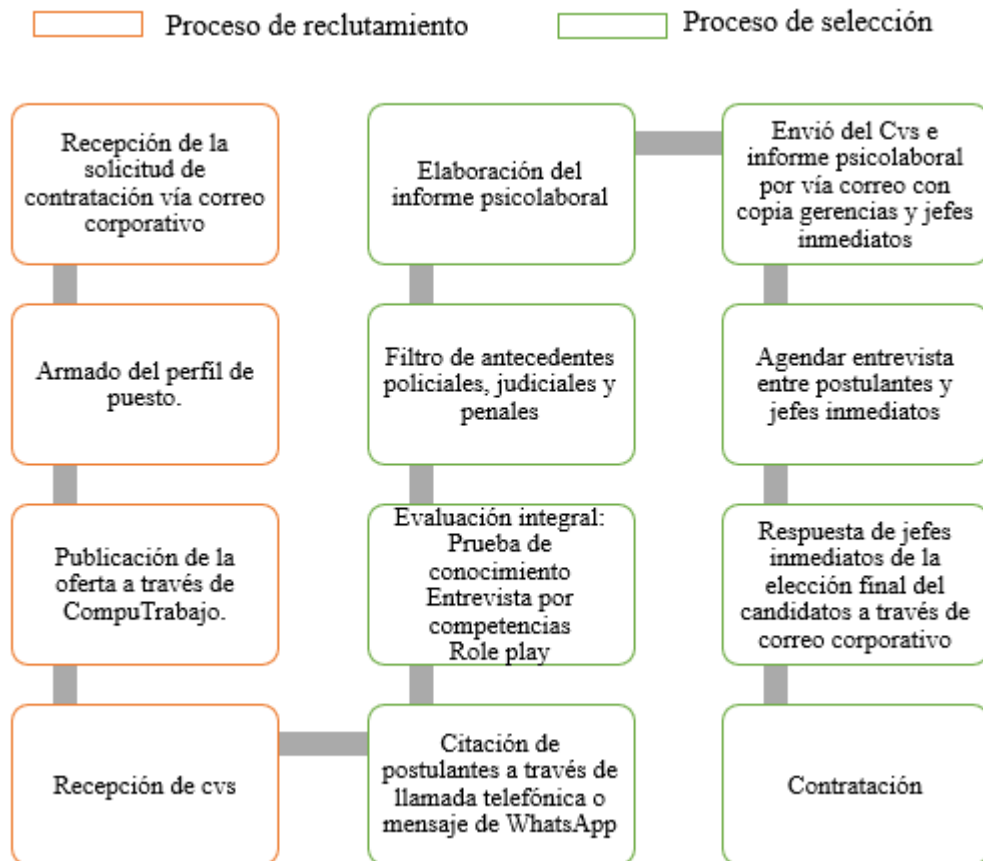 Proceso de reclutamiento
Proceso de selección
Recepción de la
solicitud de
contratación vía correo
corporativo
Armado del perfil de
puesto.
Publicación de la
oferta a través de
CompuTrabajo.
Recepción de cvs
Citación de
postulantes a través de
llamada telefónica o
mensaje de WhatsApp
Evaluación integral:
Prueba de
conocimiento
Entrevista por
competencias
Role play
Filtro de antecedentes
policiales, judiciales y
penales
Elaboración del
informe psicolaboral
Envió del Cvs e
informe psicolaboral
por vía correo con
copia gerencias y jefes
inmediatos
Agendar entrevista
entre postulantes y
jefes inmediatos
Respuesta de jefes
inmediatos de la
elección final del
candidatos a través de
correo corporativo
Contratación